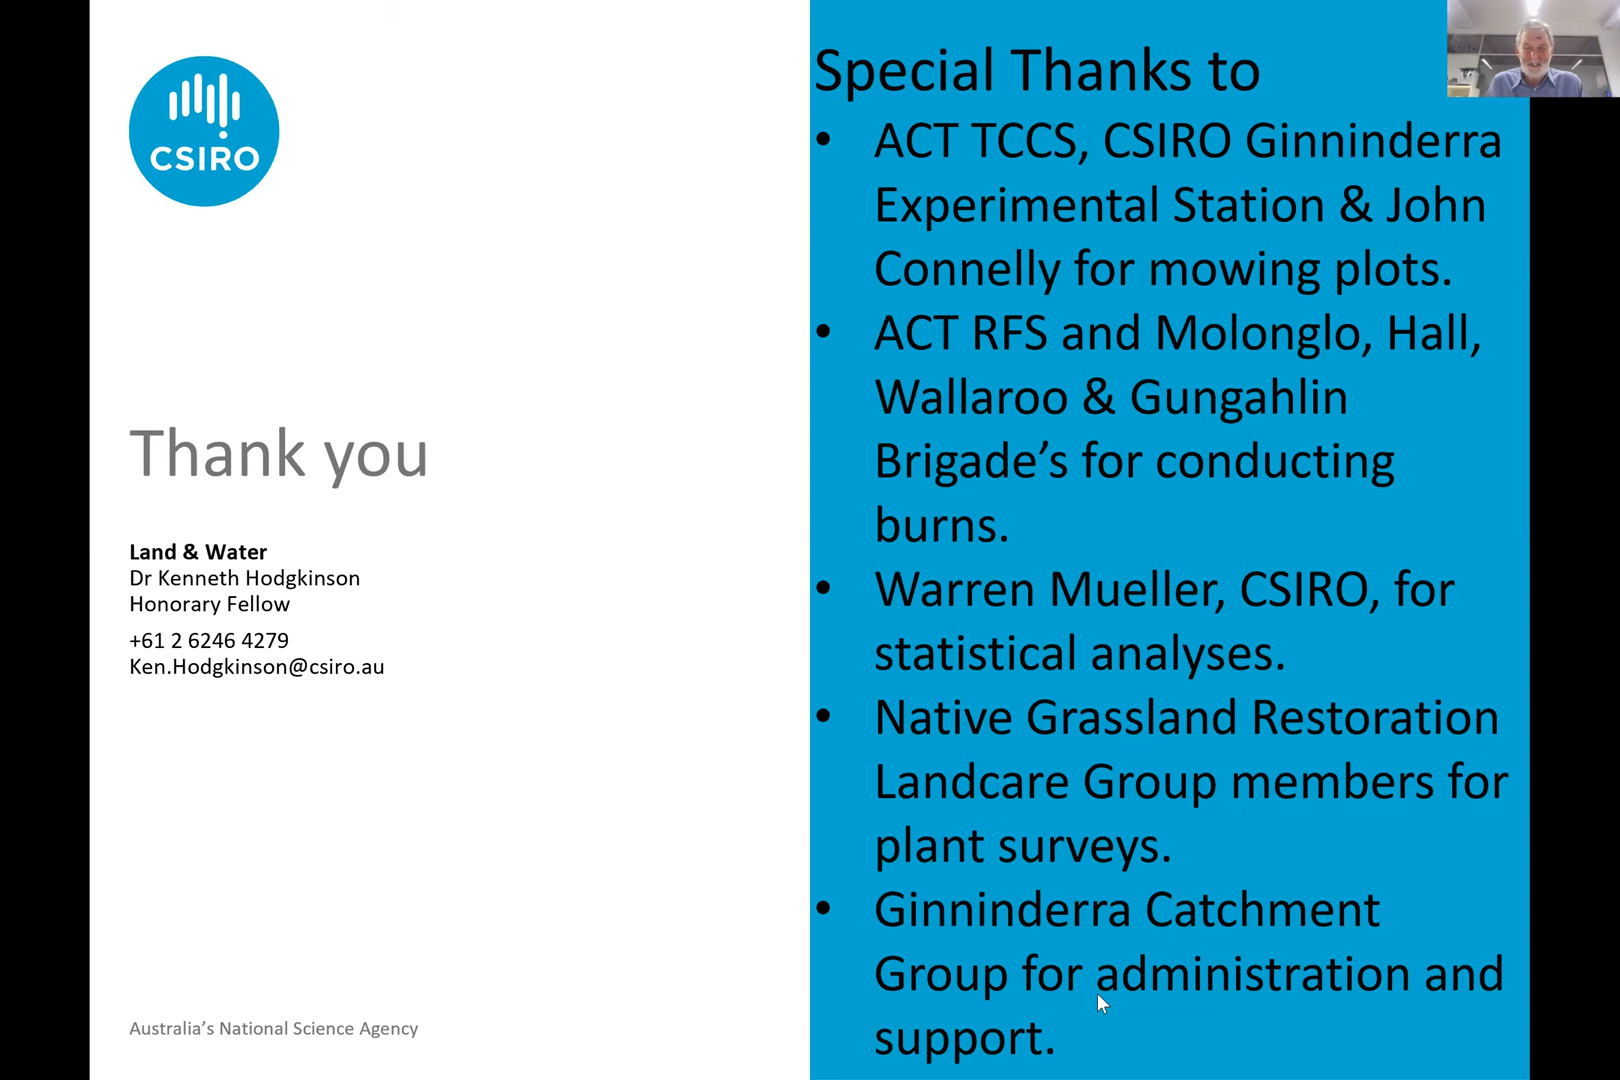 CSIRO
Thank you
Land & Water
Dr Kenneth Hodgkinson
Honorary Fellow
+61 2 6246 4279
Ken.Hodgkinson@csiro.au
Australia’s National Science Agency
Special Thanks to
• ACT TCCS, CSIRO Ginninderra
Experimental Station & John
Connelly for mowing plots.
• ACT RFS and Molonglo, Hall,
Wallaroo & Gungahlin
Brigade’s for conducting
burns.
• Warren Mueller, CSIRO, for
statistical analyses.
• Native Grassland Restoration
Landcare Group members for
plant surveys.
• Ginninderra Catchment
Group for administration and
support.